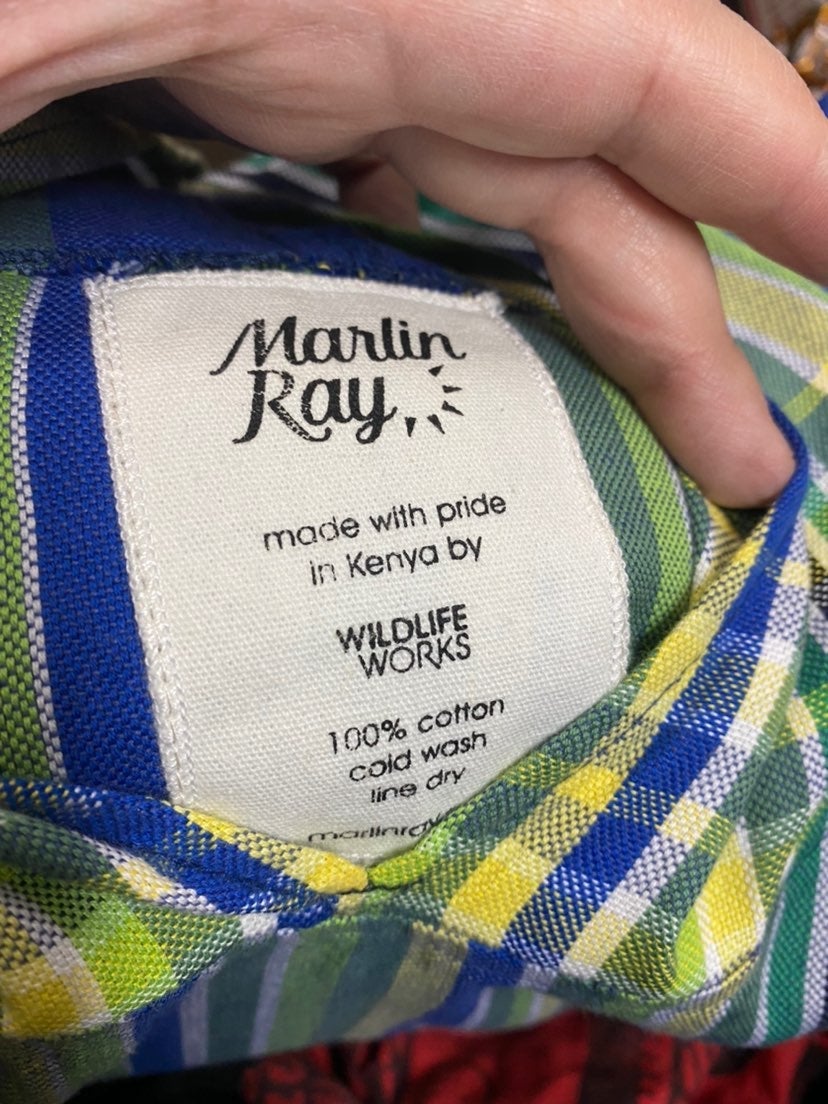 Marlin
Ray
made with pride
in Kenya by
WILDLIFE
WORKS
100% cotton
cold wash
line dry